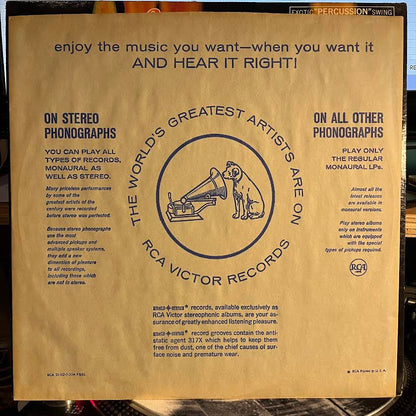 EXOTIC "PERCUSSION" SWING
enjoy the music you want—when you want it
AND HEAR IT RIGHT!
ON STEREO
PHONOGRAPHS
YOU CAN PLAY ALL
TYPES OF RECORDS,
MONAURAL AS
WELL AS STEREO.
Many priceless performances
by some of the
greatest artists of the
century were recorded
before stereo was perfected.
Because stereo phonographs
use the most
advanced pickups and
multiple speaker systems,
they add a new
dimension of pleasure
to all recordings,
including those which
are not in stereo.
THE WORLD'S GREATEST ARTISTS ARE ON
RCA VICTOR RECORDS
ON ALL OTHER
PHONOGRAPHS
PLAY ONLY
THE REGULAR
MONAURAL LPs.
Almost all the
latest releases
are available in
monaural versions.
Play stereo albums
only on instruments
which are equipped
with the special
types of pickups required.
RCA
records, available exclusively as
RCA Victor stereophonic albums, are your as-
surance of greatly enhanced listening pleasure.
record grooves contain the anti-
static agent 317X which helps to keep them
free from dust, one of the chief causes of sur-
face noise and premature wear.